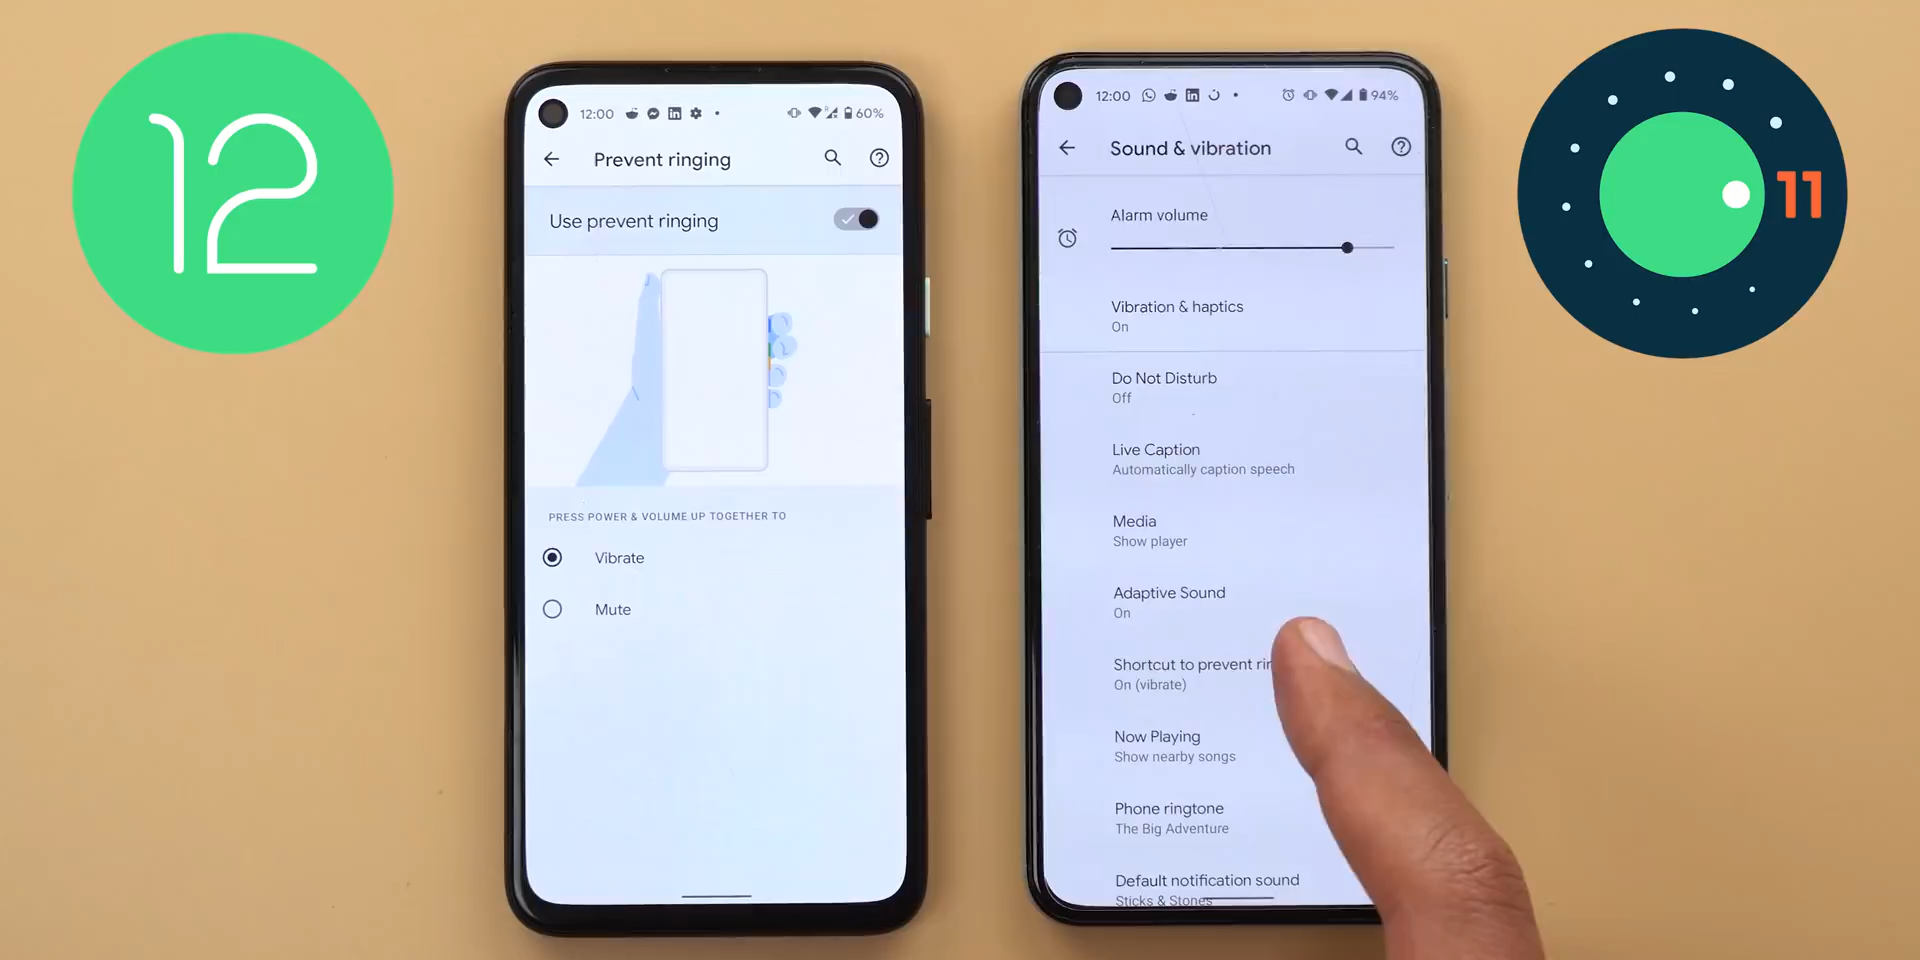 12
12:00
60%
Prevent ringing
Use prevent ringing
PRESS POWER & VOLUME UP TOGETHER TO
Vibrate
Mute
12:00
94%
Sound & vibration
Alarm volume
Vibration & haptics
On
Do Not Disturb
Off
Live Caption
Automatically caption speech
Media
Show player
Adaptive Sound
On
Shortcut to prevent rin
On (vibrate)
Now Playing
Show nearby songs
Phone ringtone
The Big Adventure
Default notification sound
Sticks & Stones
11